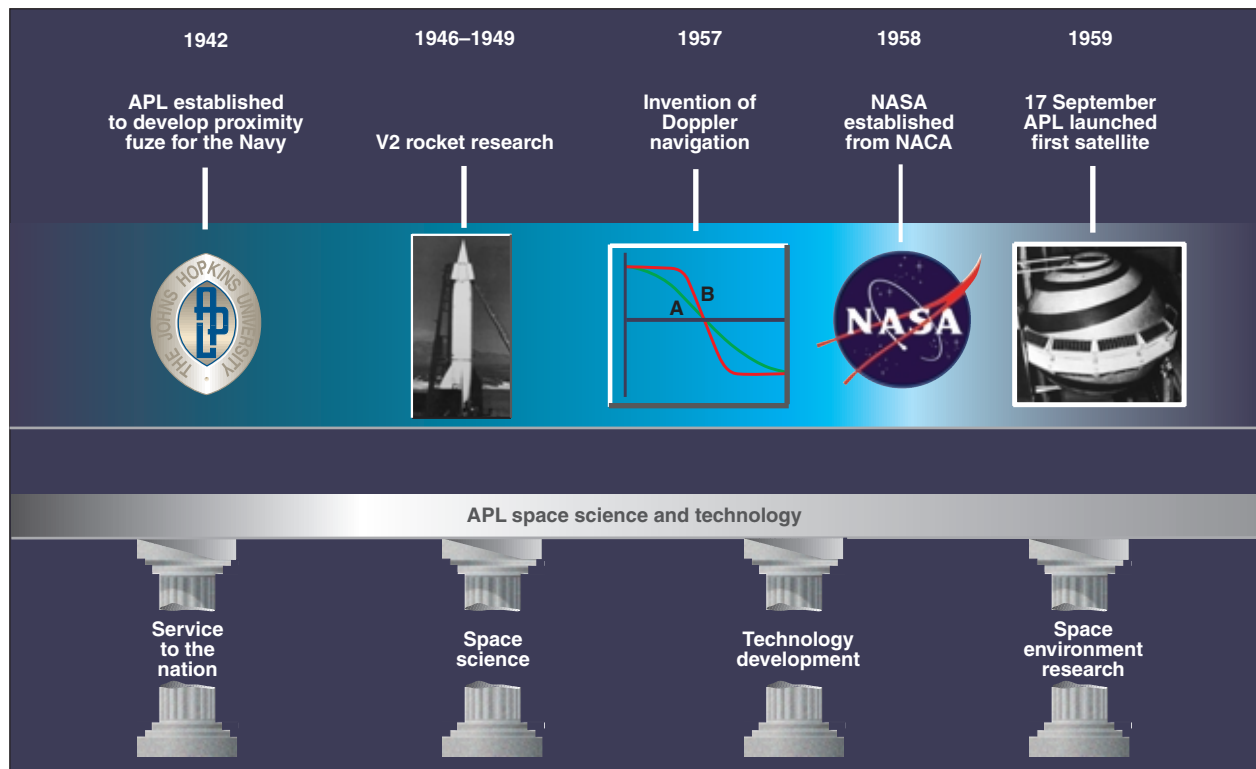 1942
APL established
to develop proximity
fuze for the Navy
1946–1949
V2 rocket research
1957
Invention of
Doppler
navigation
1958
NASA
established
from NACA
1959
17 September
APL launched
first satellite
THE JOHNS HOPKINS UNIVERSITY
APL
A
B
NASA
APL space science and technology
Service
to the
nation
Space
science
Technology
development
Space
environment
research